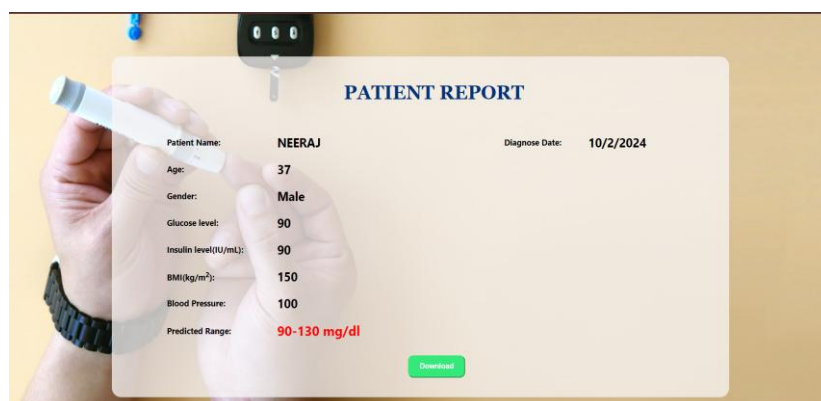 PATIENT REPORT
Patient Name: NEERAJ Diagnose Date: 10/2/2024
Age: 37
Gender: Male
Glucose level: 90
Insulin level(IU/mL): 90
BMI(kg/m²): 150
Blood Pressure: 100
Predicted Range: 90-130 mg/dl
Download